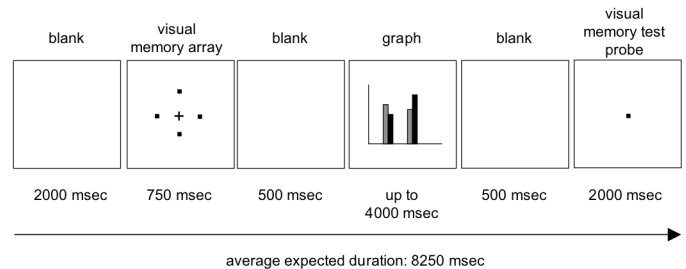 blank
visual
memory array
blank
graph
blank
visual
memory test
probe
2000 msec
750 msec
500 msec
up to
4000 msec
500 msec
2000 msec
average expected duration: 8250 msec